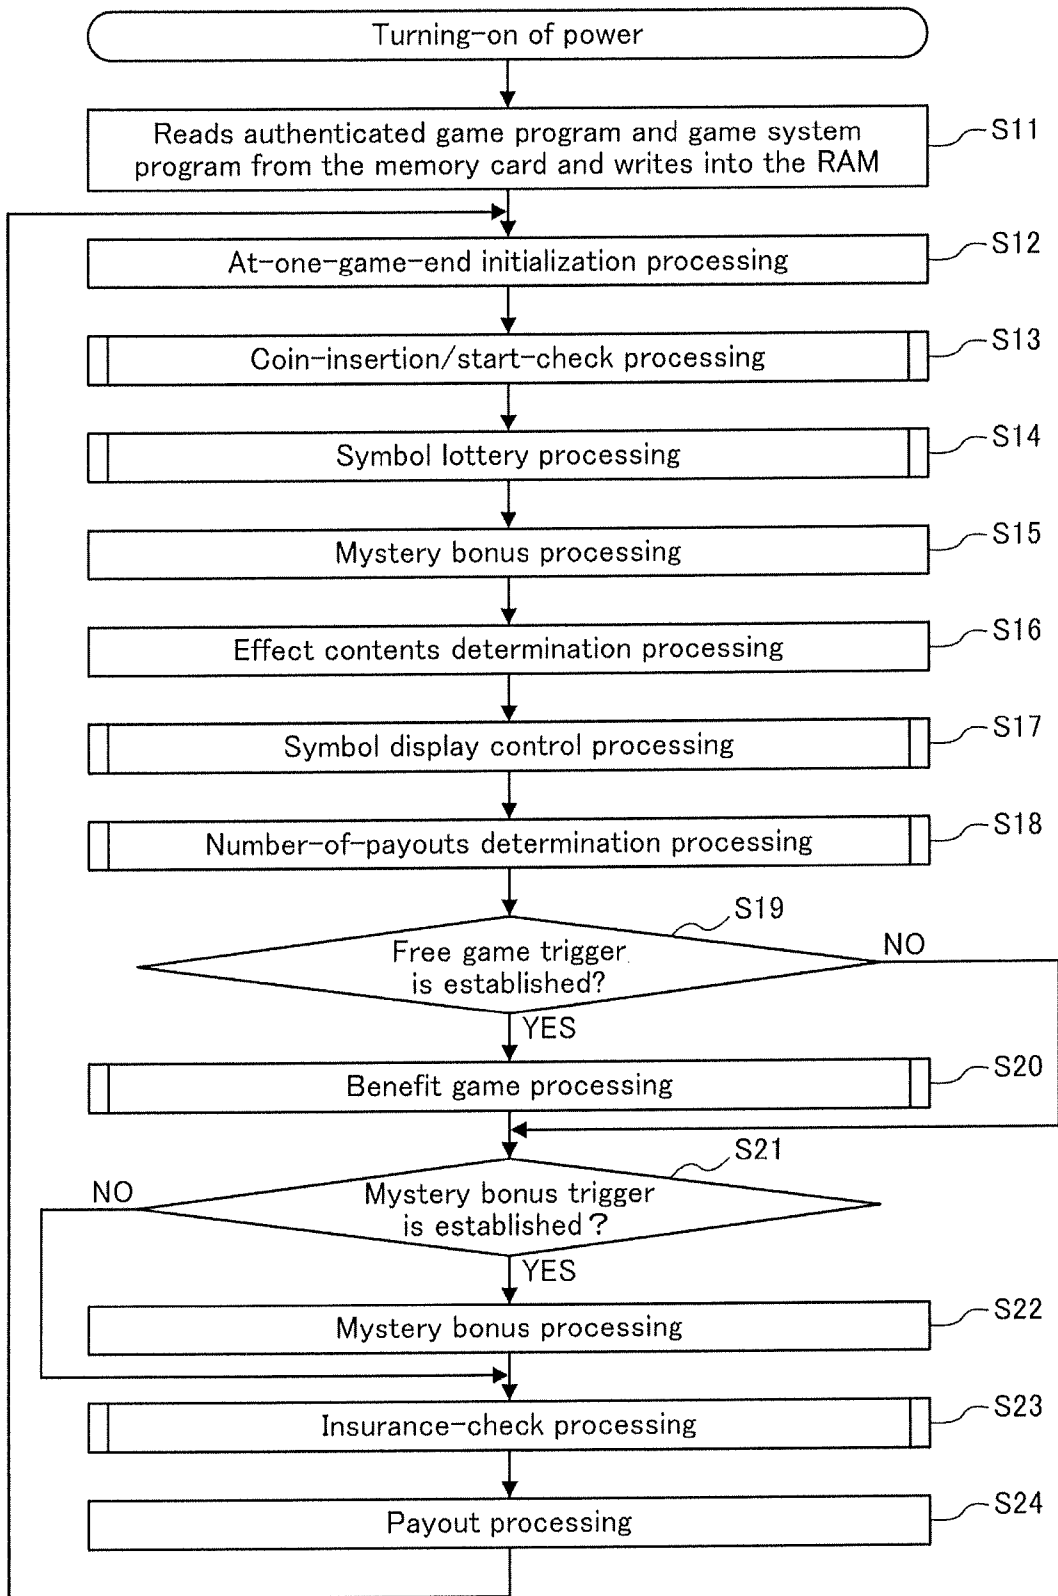 Turning-on of power
Reads authenticated game program and game system
program from the memory card and writes into the RAM
S11
At-one-game-end initialization processing
S12
Coin-insertion/start-check processing
S13
Symbol lottery processing
S14
Mystery bonus processing
S15
Effect contents determination processing
S16
Symbol display control processing
S17
Number-of-payouts determination processing
S18
S19
Free game trigger
is established?
NO
YES
Benefit game processing
S20
S21
NO
Mystery bonus trigger
is established?
YES
Mystery bonus processing
S22
Insurance-check processing
S23
Payout processing
S24